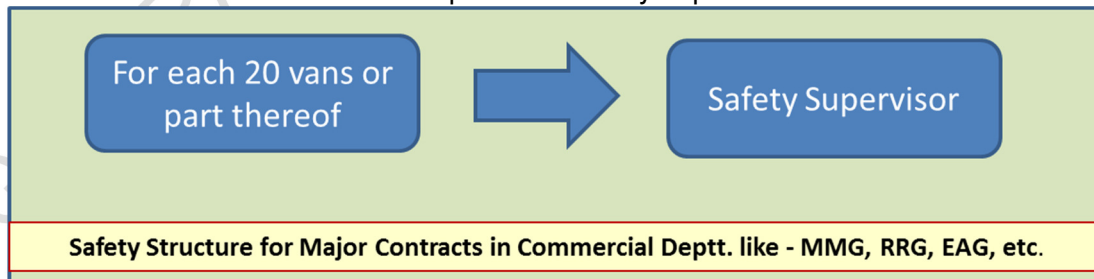 For each 20 vans or
part thereof
Safety Supervisor
Safety Structure for Major Contracts in Commercial Deptt. like - MMG, RRG, EAG, etc.